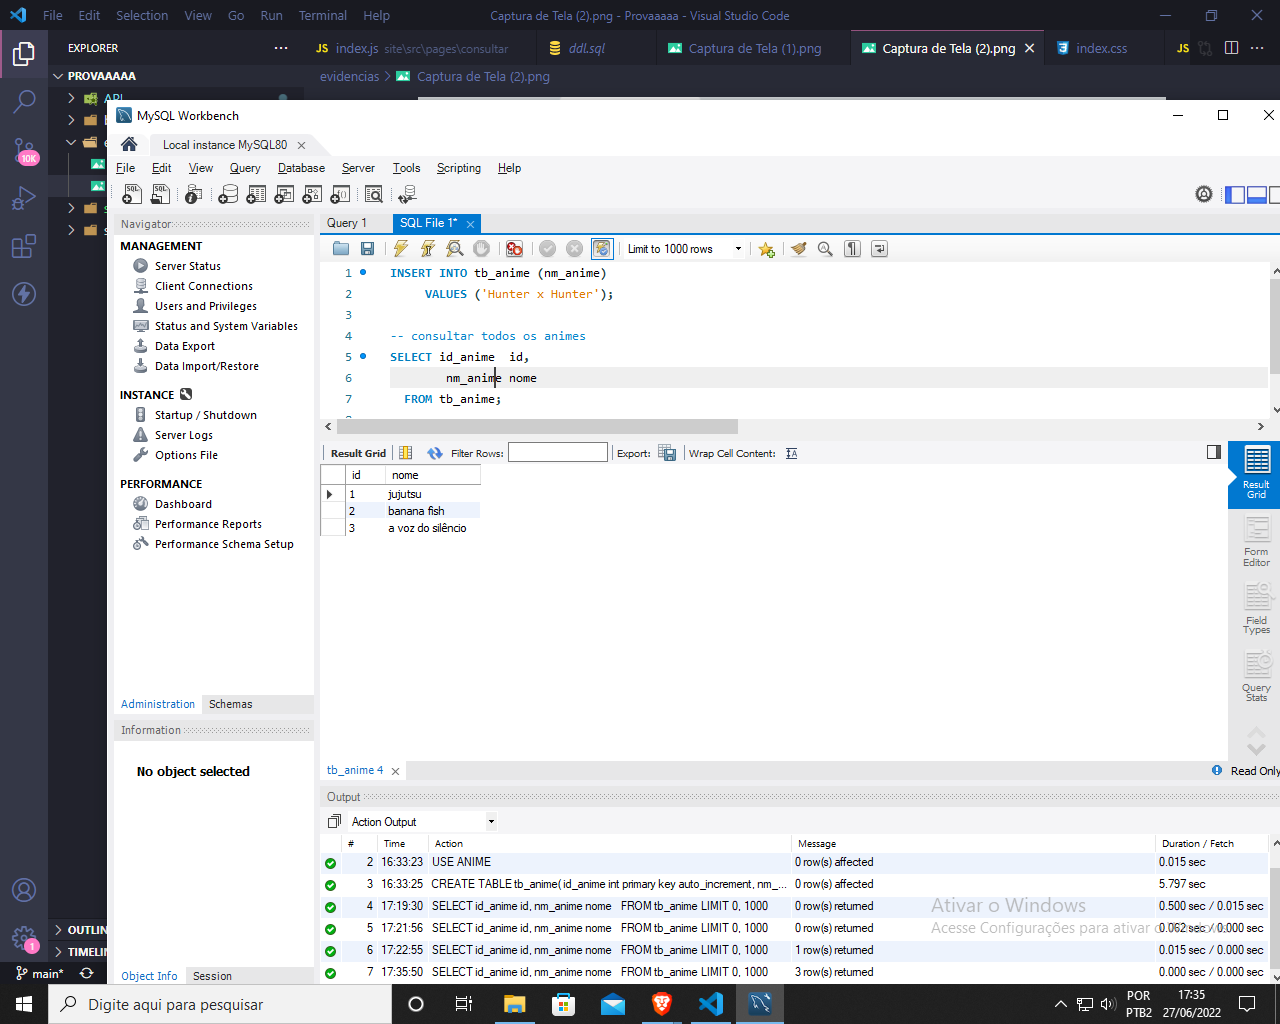 File Edit Selection View Go Run Terminal Help Captura de Tela (2).png - Provaaaaa - Visual Studio Code
EXPLORER
JS index.js site\src\pages\consultar ddl.sql Captura de Tela (1).png Captura de Tela (2).png index.css JS
PROVAAAAA
evidencias > Captura de Tela (2).png
MySQL Workbench
Local instance MySQL80
File Edit View Query Database Server Tools Scripting Help
Navigator
Query 1 SQL File 1*
MANAGEMENT
Server Status
Client Connections
Users and Privileges
Status and System Variables
Data Export
Data Import/Restore
INSTANCE
Startup / Shutdown
Server Logs
Options File
PERFORMANCE
Dashboard
Performance Reports
Performance Schema Setup
Administration Schemas
Information
No object selected
Object Info Session
Limit to 1000 rows
1 INSERT INTO tb_anime (nm_anime)
2 VALUES ('Hunter x Hunter');
3
4 -- consultar todos os animes
5 SELECT id_anime id,
6 nm_anime nome
7 FROM tb_anime;
Result Grid Filter Rows: Export: Wrap Cell Content:
id nome
1 jujutsu
2 banana fish
3 a voz do silêncio
Result
Grid
Form
Editor
Field
Types
Query
Stats
tb_anime 4 Read Only
Output
Action Output
# Time Action Message Duration / Fetch
2 16:33:23 USE ANIME 0 row(s) affected 0.015 sec
3 16:33:25 CREATE TABLE tb_anime( id_anime int primary key auto_increment, nm_... 0 row(s) affected 5.797 sec
4 17:19:30 SELECT id_anime id, nm_anime nome FROM tb_anime LIMIT 0, 1000 0 row(s) returned 0.500 sec / 0.015 sec
5 17:21:56 SELECT id_anime id, nm_anime nome FROM tb_anime LIMIT 0, 1000 0 row(s) returned 0.062 sec / 0.000 sec
6 17:22:55 SELECT id_anime id, nm_anime nome FROM tb_anime LIMIT 0, 1000 1 row(s) returned 0.015 sec / 0.000 sec
7 17:35:50 SELECT id_anime id, nm_anime nome FROM tb_anime LIMIT 0, 1000 3 row(s) returned 0.000 sec / 0.000 sec
Ativar o Windows
Acesse Configurações para ativar o
10K
1
OUTLIN
TIMELIN
main*
Digite aqui para pesquisar
POR
PTB2
17:35
27/06/2022